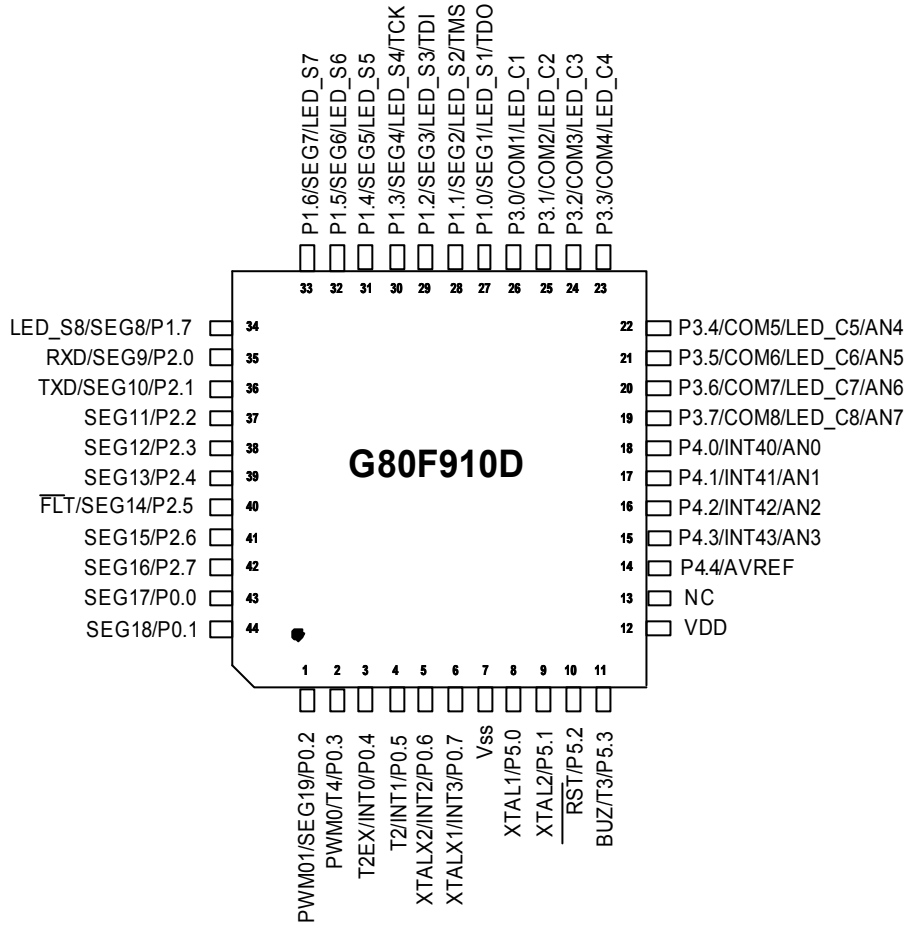 P1.6/SEG7/LED_S7
P1.5/SEG6/LED_S6
P1.4/SEG5/LED_S5
P1.3/SEG4/LED_S4/TCK
P1.2/SEG3/LED_S3/TDI
P1.1/SEG2/LED_S2/TMS
P1.0/SEG1/LED_S1/TDO
P3.0/COM1/LED_C1
P3.1/COM2/LED_C2
P3.2/COM3/LED_C3
P3.3/COM4/LED_C4
33 32 31 30 29 28 27 26 25 24 23
LED_S8/SEG8/P1.7 34
RXD/SEG9/P2.0 35
TXD/SEG10/P2.1 36
SEG11/P2.2 37
SEG12/P2.3 38
SEG13/P2.4 39
FLT/SEG14/P2.5 40
SEG15/P2.6 41
SEG16/P2.7 42
SEG17/P0.0 43
SEG18/P0.1 44
G80F910D
22 P3.4/COM5/LED_C5/AN4
21 P3.5/COM6/LED_C6/AN5
20 P3.6/COM7/LED_C7/AN6
19 P3.7/COM8/LED_C8/AN7
18 P4.0/INT40/AN0
17 P4.1/INT41/AN1
16 P4.2/INT42/AN2
15 P4.3/INT43/AN3
14 P4.4/AVREF
13 NC
12 VDD
1 2 3 4 5 6 7 8 9 10 11
PWM01/SEG19/P0.2
PWM0/T4/P0.3
T2EX/INT0/P0.4
T2/INT1/P0.5
XTALX2/INT2/P0.6
XTALX1/INT3/P0.7
Vss
XTAL1/P5.0
XTAL2/P5.1
RST/P5.2
BUZ/T3/P5.3